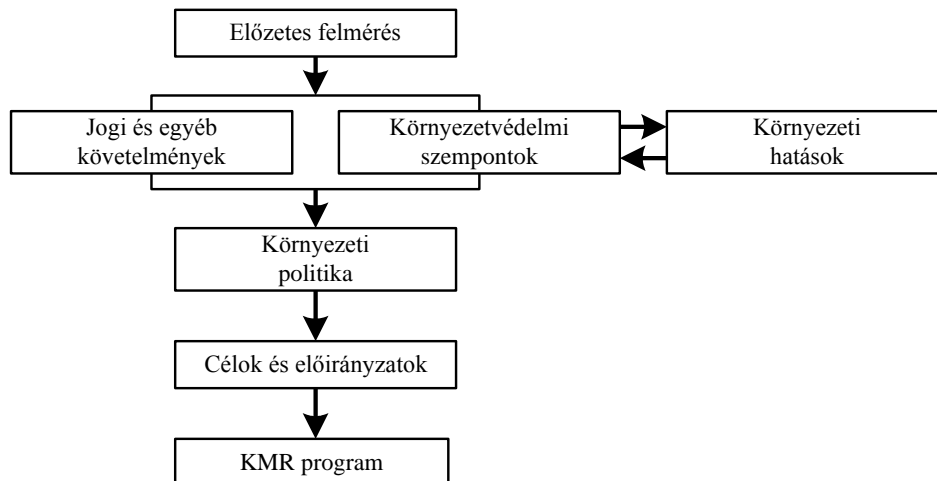 Előzetes felmérés
Jogi és egyéb
követelmények
Környezetvédelmi
szempontok
Környezeti
hatások
Környezeti
politika
Célok és előirányzatok
KMR program